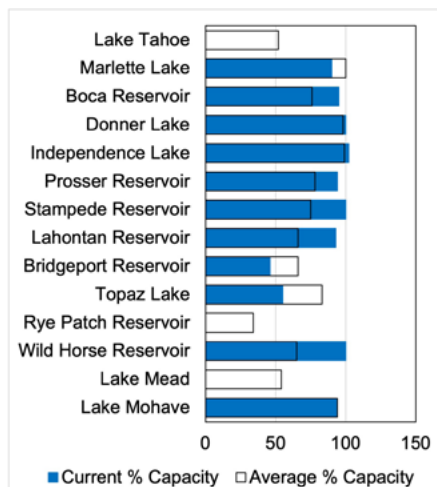 Lake Tahoe
Marlette Lake
Boca Reservoir
Donner Lake
Independence Lake
Prosser Reservoir
Stampede Reservoir
Lahontan Reservoir
Bridgeport Reservoir
Topaz Lake
Rye Patch Reservoir
Wild Horse Reservoir
Lake Mead
Lake Mohave
0 50 100 150
Current % Capacity Average % Capacity